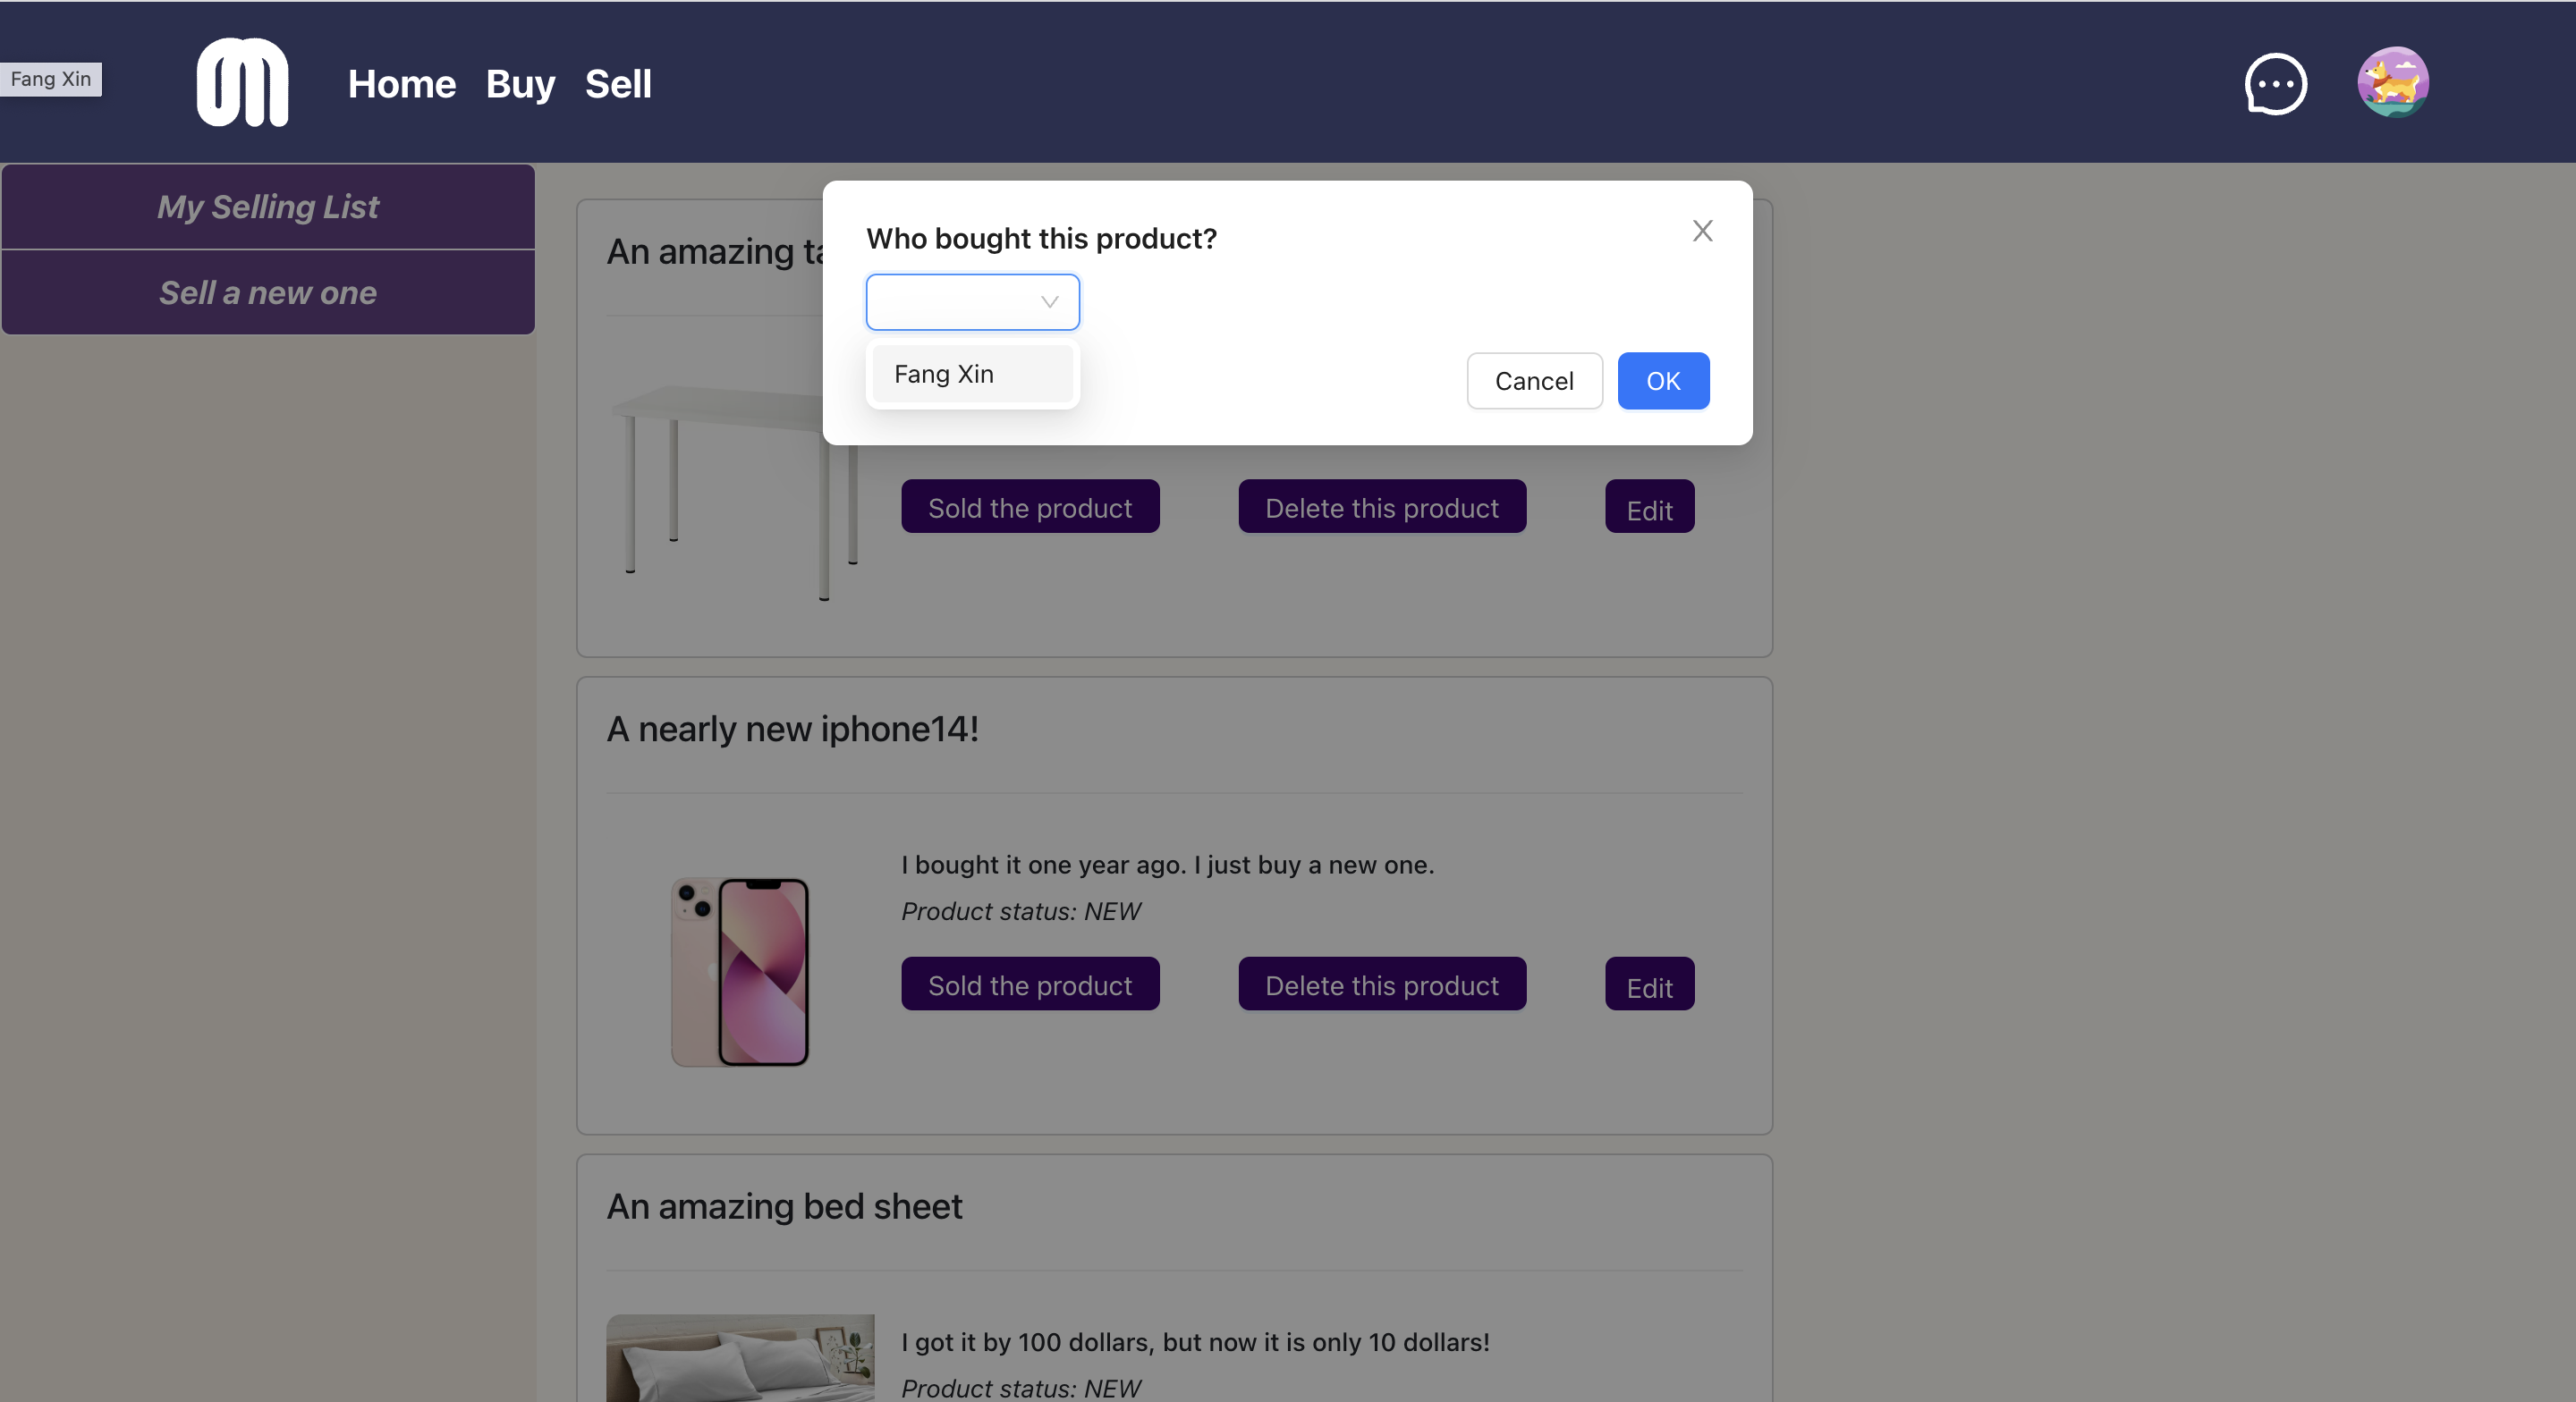 Fang Xin
Home Buy Sell
My Selling List
Sell a new one
Who bought this product?
Fang Xin
Cancel OK
An amazing
Sold the product Delete this product Edit
A nearly new iphone14!
I bought it one year ago. I just buy a new one.
Product status: NEW
Sold the product Delete this product Edit
An amazing bed sheet
I got it by 100 dollars, but now it is only 10 dollars!
Product status: NEW